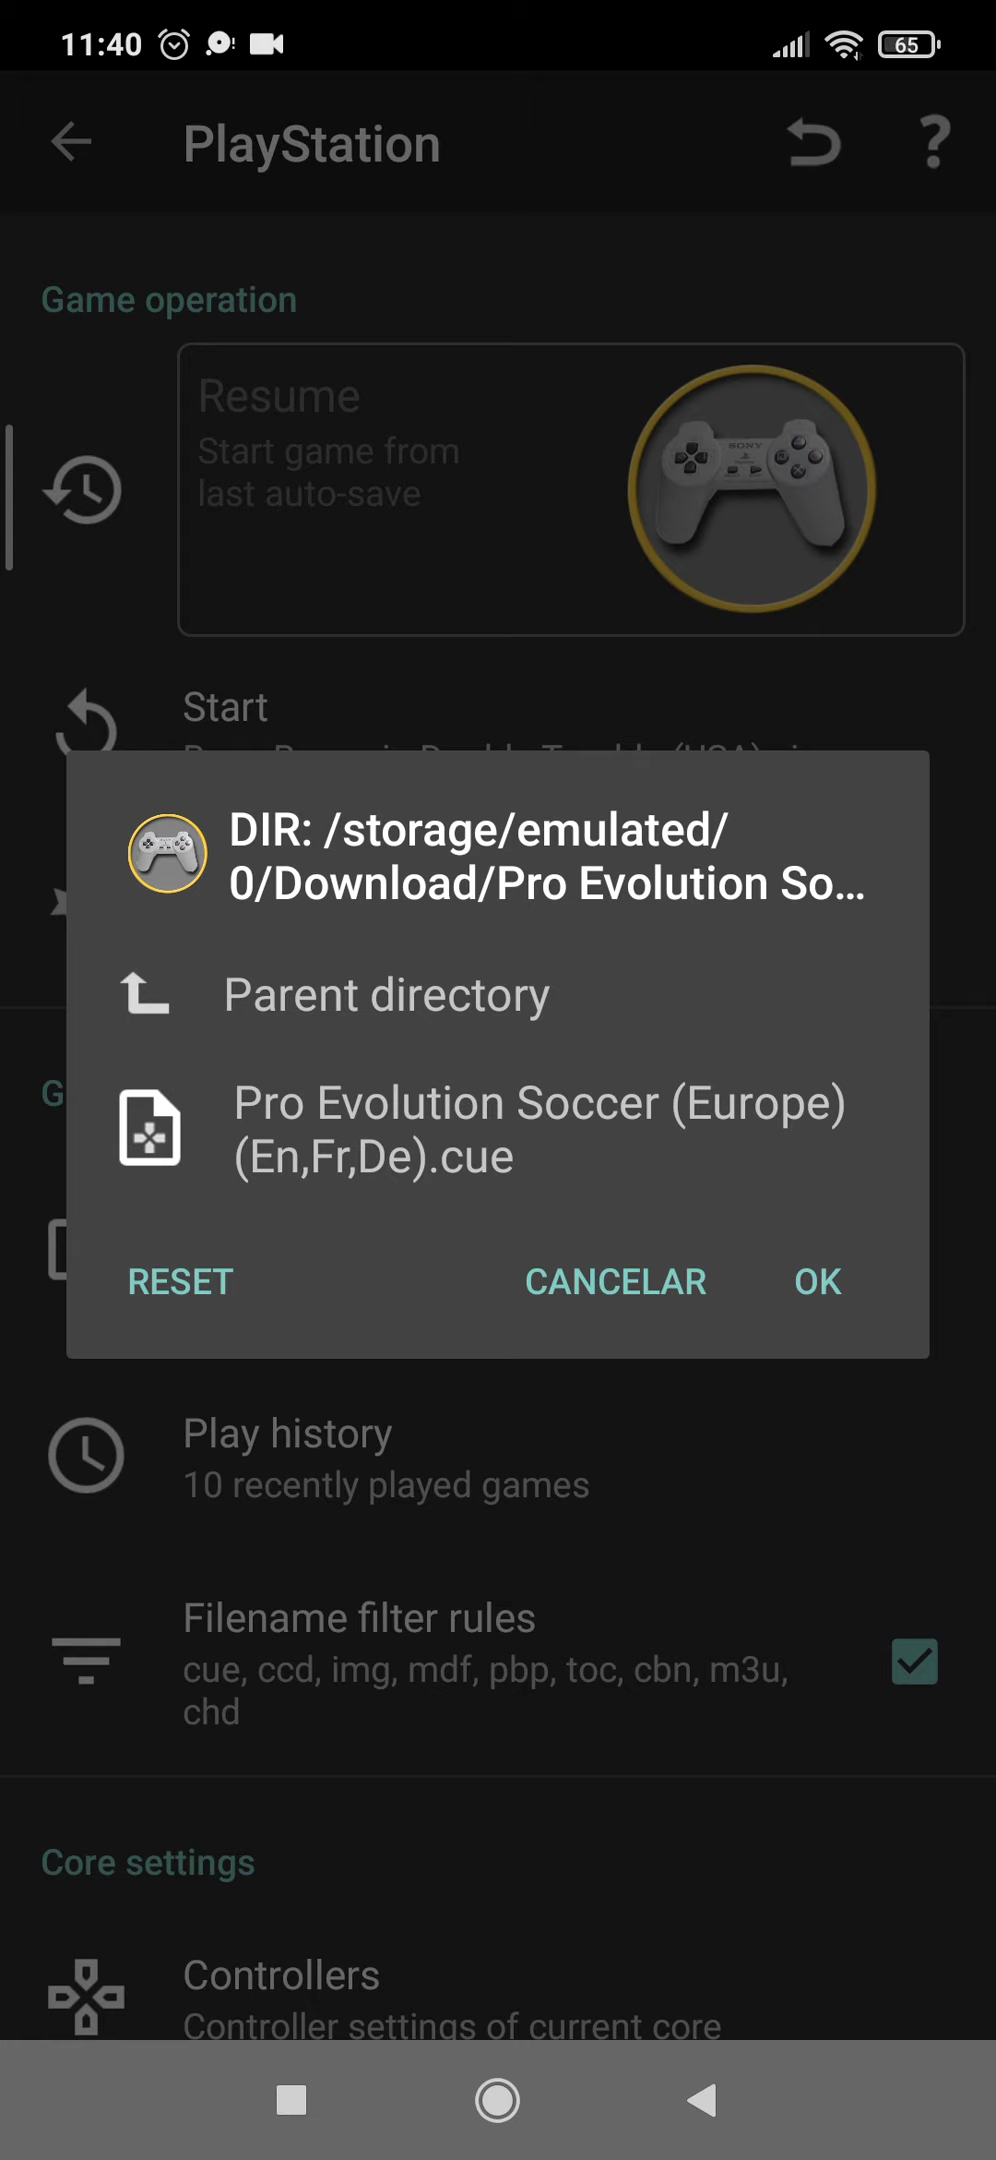 11:40
65
PlayStation
?
Game operation
Resume
Start game from
last auto-save
SONY
Start
DIR: /storage/emulated/
0/Download/Pro Evolution So...
Parent directory
G
Pro Evolution Soccer (Europe)
(En,Fr,De).cue
RESET
CANCELAR
OK
Play history
10 recently played games
Filename filter rules
cue, ccd, img, mdf, pbp, toc, cbn, m3u,
chd
Core settings
Controllers
Controller settings of current core